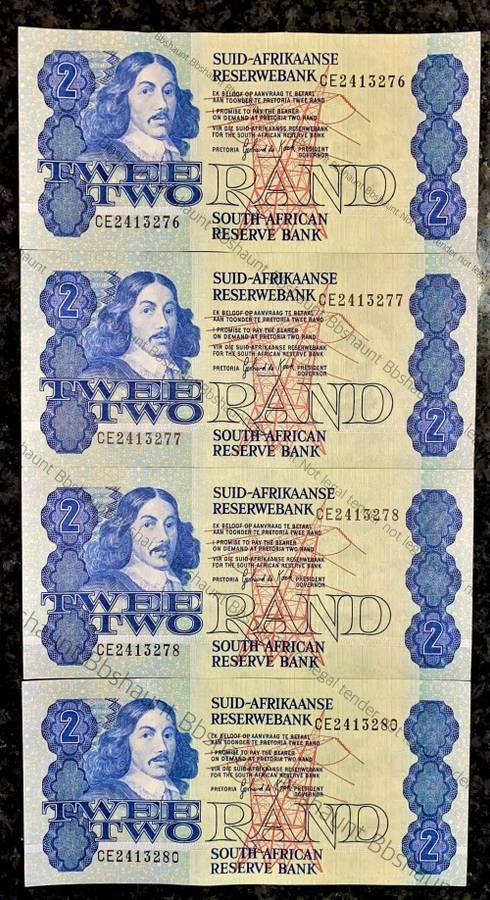 2
SUID-AFRIKAANSE
RESERWEBANK CE2413276
EK BELOOF OP AANVRAAG TE BETAAL
AAN TOONDER TE PRETORIA TWEE RAND
I PROMISE TO PAY THE BEARER
ON DEMAND AT PRETORIA TWO RAND
VIR DIE SUID-AFRIKAANSE RESERWEBANK
FOR THE SOUTH AFRICAN RESERVE BANK
PRETORIA PRESIDENT
GOVERNOR
TWEE
TWO RAND
2
CE2413276
SOUTH AFRICAN
RESERVE BANK
2
SUID-AFRIKAANSE
RESERWEBANK CE2413277
EK BELOOF OP AANVRAAG TE BETAAL
AAN TOONDER TE PRETORIA TWEE RAND
I PROMISE TO PAY THE BEARER
ON DEMAND AT PRETORIA TWO RAND
VIR DIE SUID-AFRIKAANSE RESERWEBANK
FOR THE SOUTH AFRICAN RESERVE BANK
PRETORIA PRESIDENT
GOVERNOR
TWEE
TWO RAND
2
CE2413277
SOUTH AFRICAN
RESERVE BANK
2
SUID-AFRIKAANSE
RESERWEBANK CE2413278
EK BELOOF OP AANVRAAG TE BETAAL
AAN TOONDER TE PRETORIA TWEE RAND
I PROMISE TO PAY THE BEARER
ON DEMAND AT PRETORIA TWO RAND
VIR DIE SUID-AFRIKAANSE RESERWEBANK
FOR THE SOUTH AFRICAN RESERVE BANK
PRETORIA PRESIDENT
GOVERNOR
TWEE
TWO RAND
2
CE2413278
SOUTH AFRICAN
RESERVE BANK
2
SUID-AFRIKAANSE
RESERWEBANK CE2413280
EK BELOOF OP AANVRAAG TE BETAAL
AAN TOONDER TE PRETORIA TWEE RAND
I PROMISE TO PAY THE BEARER
ON DEMAND AT PRETORIA TWO RAND
VIR DIE SUID-AFRIKAANSE RESERWEBANK
FOR THE SOUTH AFRICAN RESERVE BANK
PRETORIA PRESIDENT
GOVERNOR
TWEE
TWO RAND
2
CE2413280
SOUTH AFRICAN
RESERVE BANK
Bbshaunt Bbshaunt Bbshaunt Bbshaunt Not legal tender